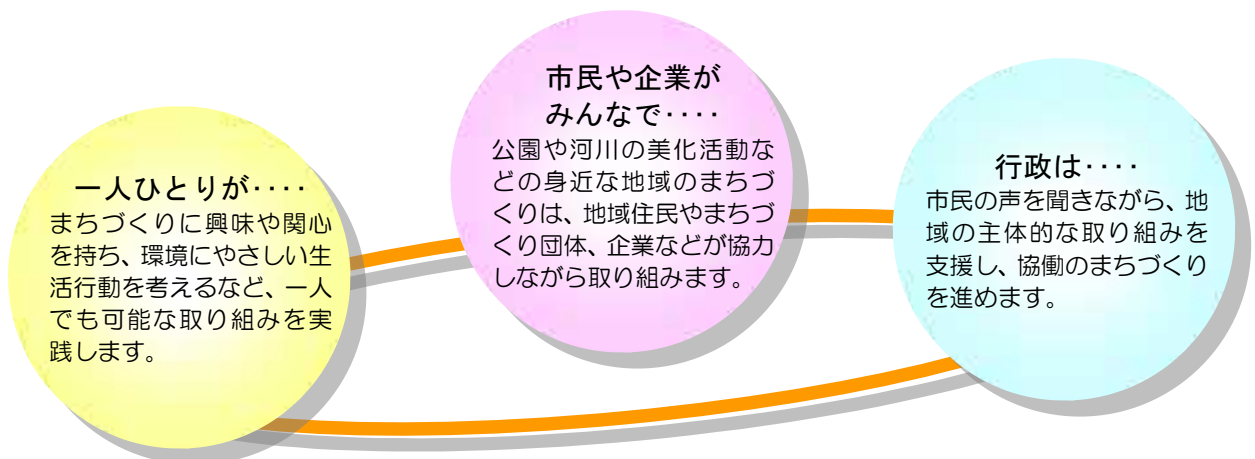 一人ひとりが････
まちづくりに興味や関心
を持ち、環境にやさしい生
活行動を考えるなど、一人
でも可能な取り組みを実
践します。
市民や企業が
みんなで････
公園や河川の美化活動な
どの身近な地域のまちづ
くりは、地域住民やまちづ
くり団体、企業などが協力
しながら取り組みます。
行政は････
市民の声を聞きながら、地
域の主体的な取り組みを
支援し、協働のまちづくり
を進めます。